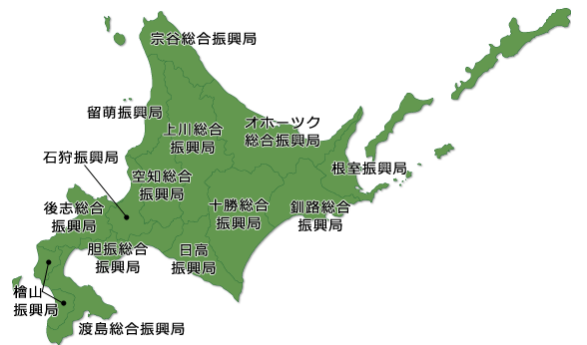 宗谷総合振興局
留萌振興局
上川総合
振興局
オホーツク
総合振興局
石狩振興局
空知総合
振興局
根室振興局
後志総合
振興局
十勝総合
振興局
釧路総合
振興局
胆振総合
振興局
日高
振興局
檜山
振興局
渡島総合振興局